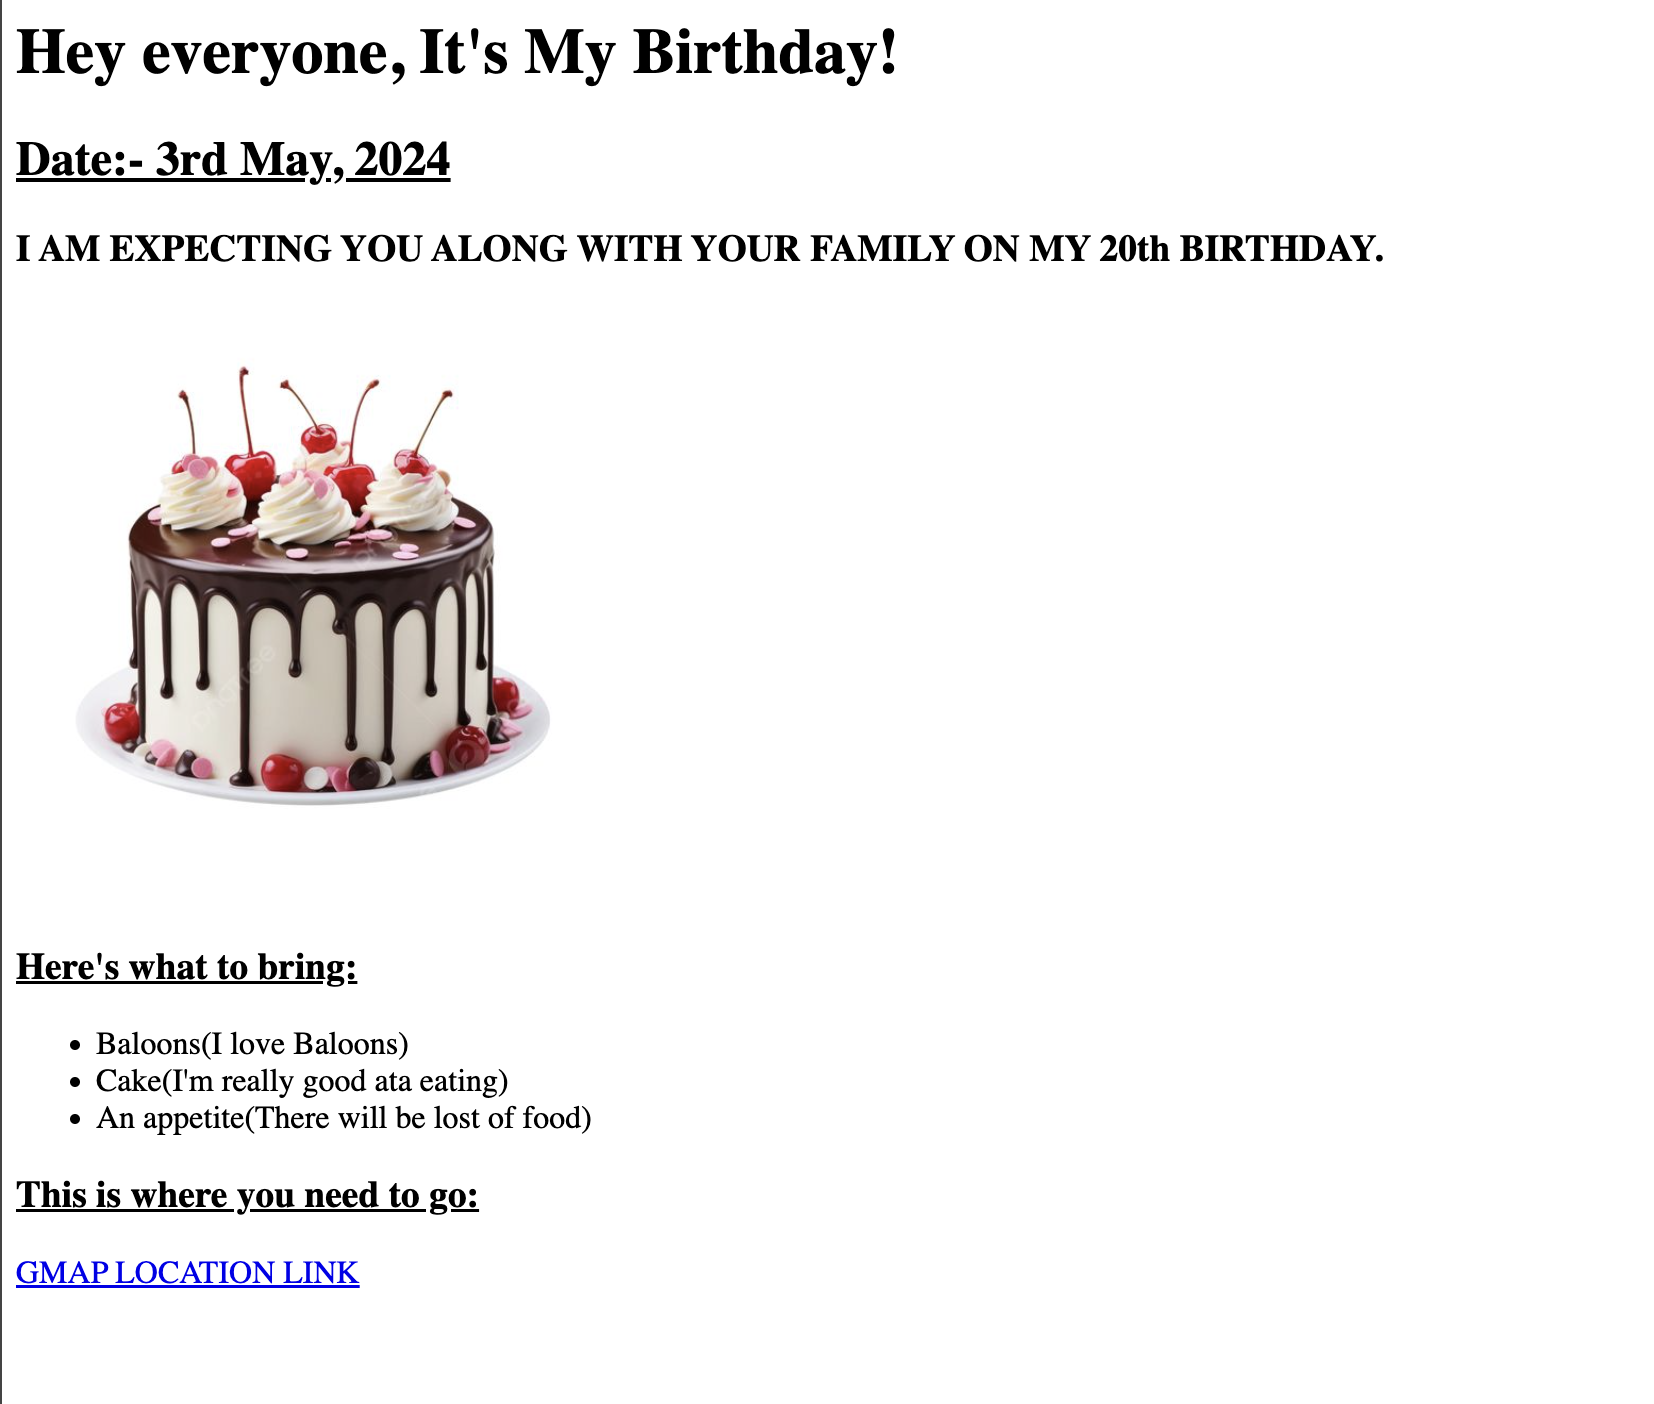 Hey everyone, It's My Birthday!
Date:- 3rd May, 2024
I AM EXPECTING YOU ALONG WITH YOUR FAMILY ON MY 20th BIRTHDAY.
Here's what to bring:
Baloons(I love Baloons)
Cake(I'm really good ata eating)
An appetite(There will be lost of food)
This is where you need to go:
GMAP LOCATION LINK